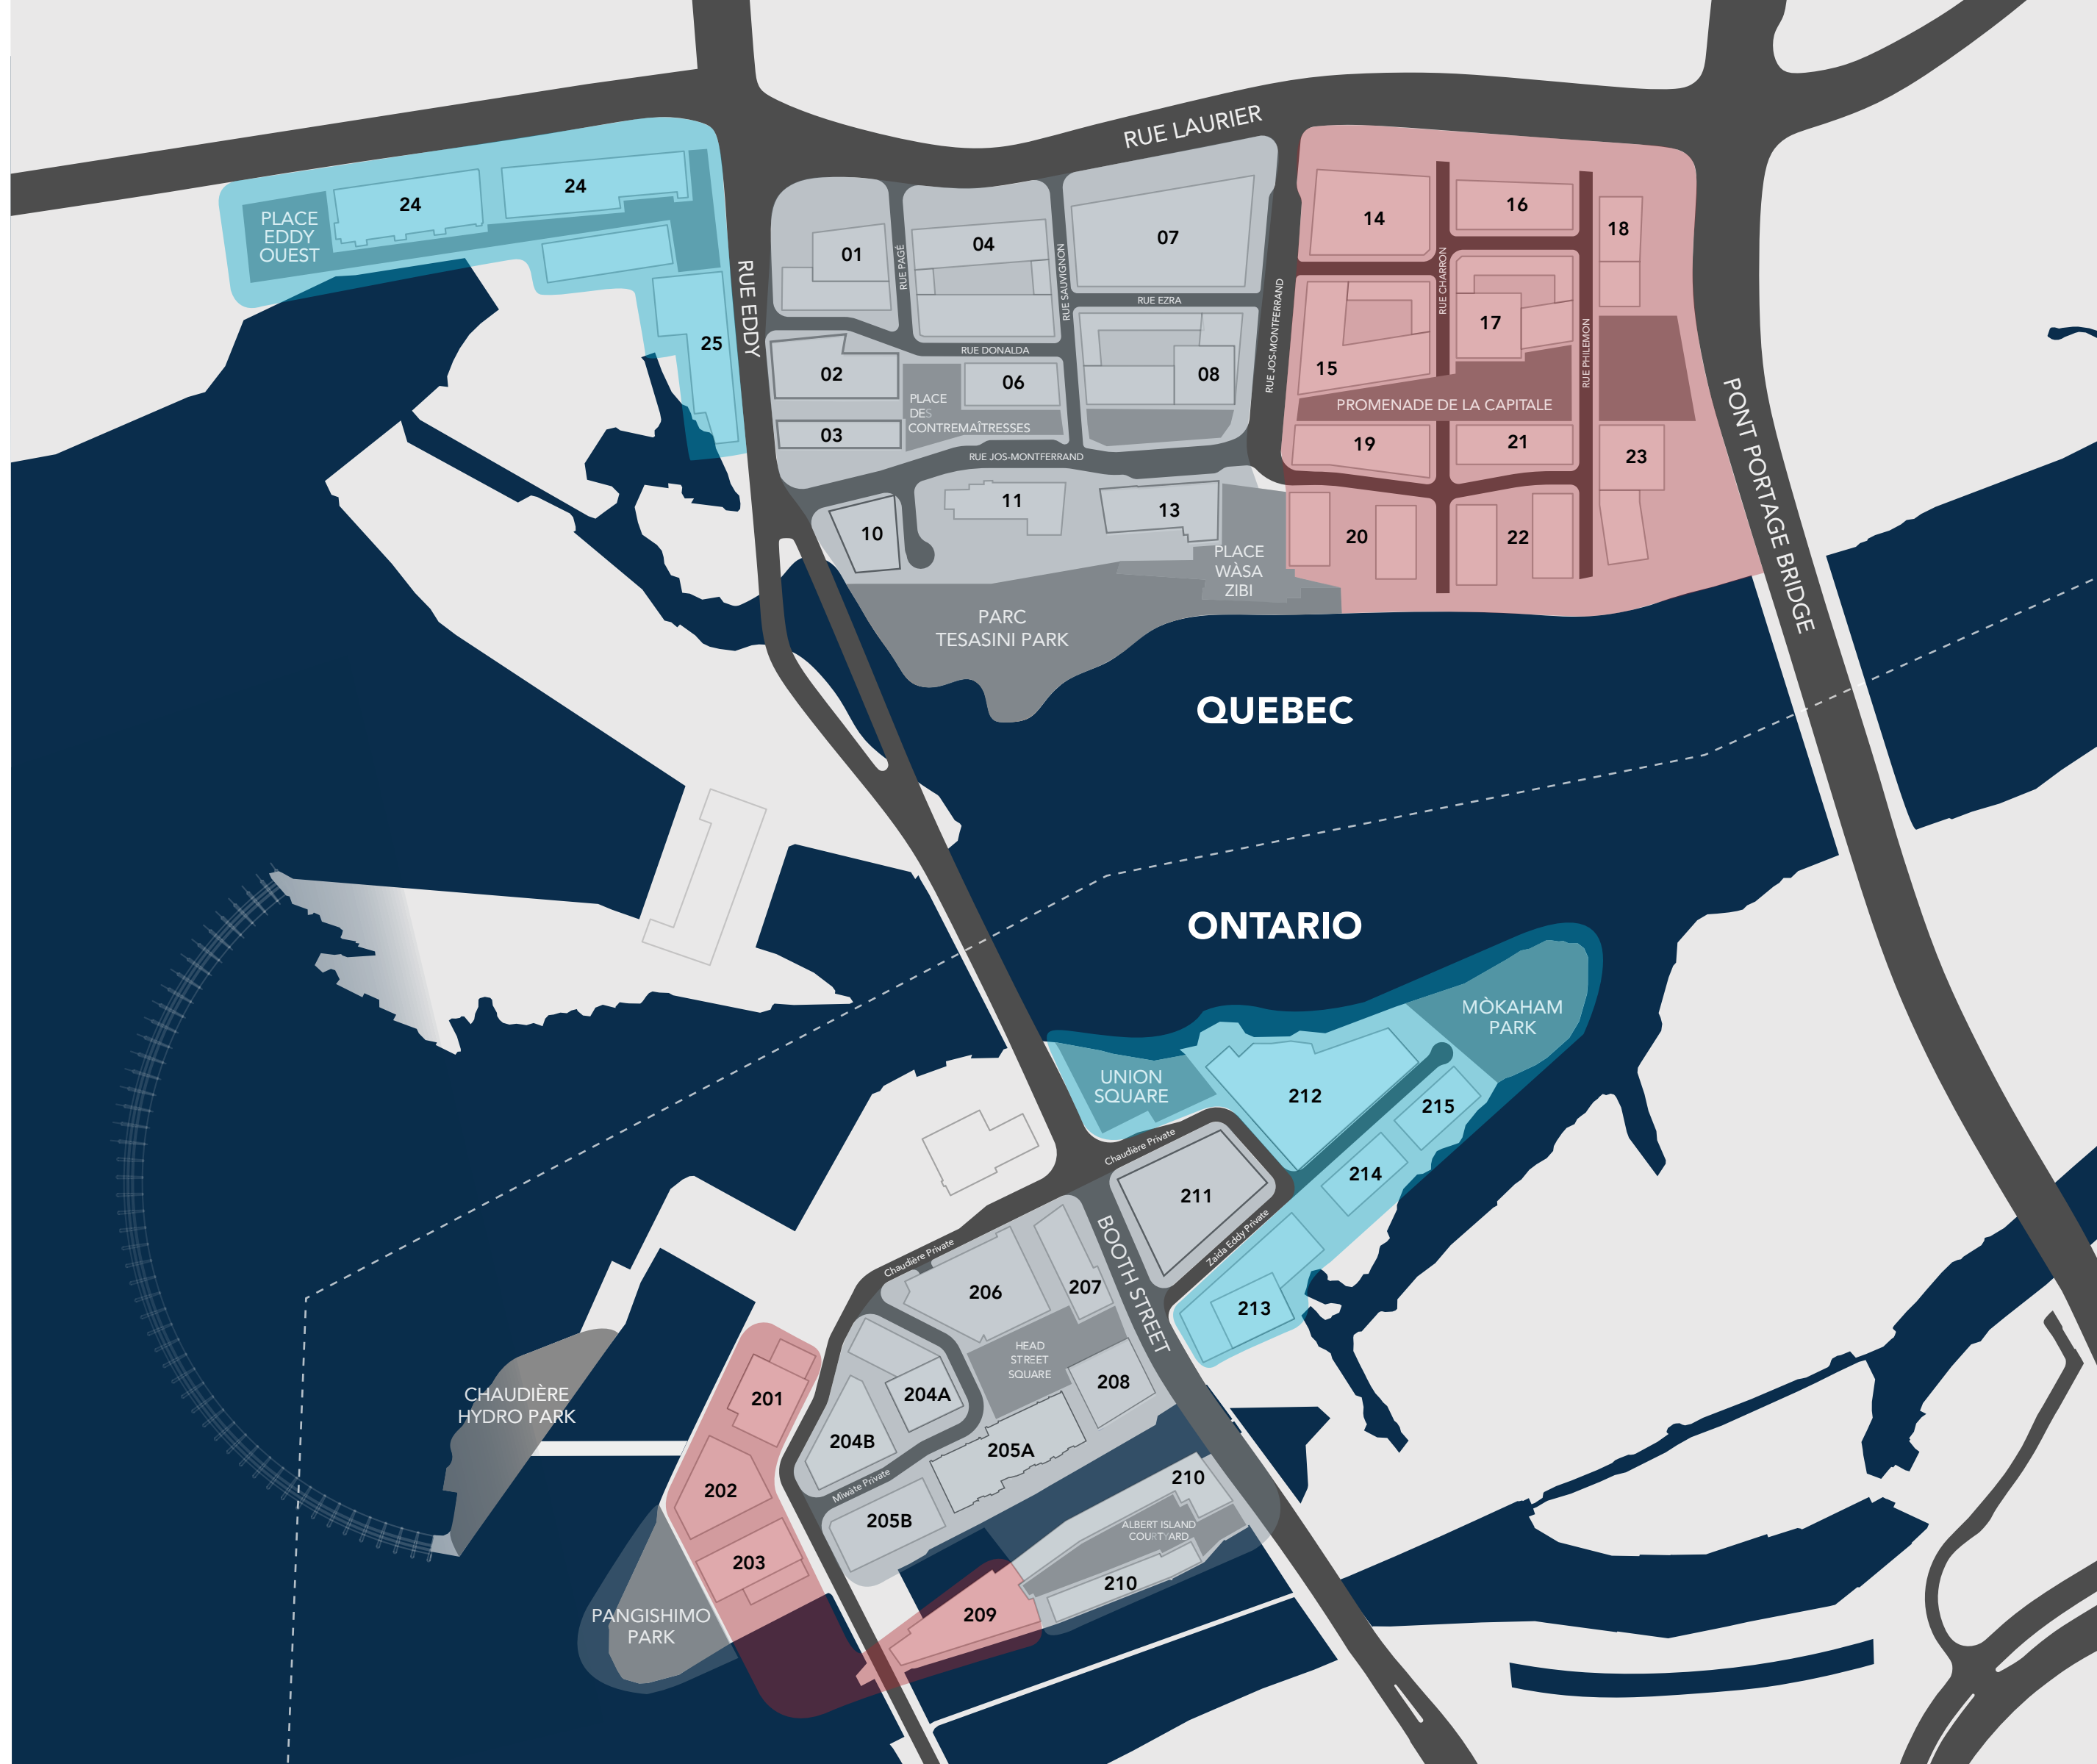 RUE LAURIER
24
24
PLACE
EDDY
OUEST
25
RUE EDDY
01
RUE PAGÉ
04
RUE SAUVIGNON
07
RUE EZRA
RUE DONALDA
02
03
PLACE
DES
CONTREMAÎTRESSES
06
08
RUE JOS-MONTFERRAND
RUE JOS-MONTFERRAND
10
11
13
PLACE
WÀSA
ZIBI
PARC
TESASINI PARK
14
RUE CHARRON
16
18
15
17
RUE PHILEMON
PROMENADE DE LA CAPITALE
19
21
23
20
22
PONT PORTAGE BRIDGE
QUEBEC
ONTARIO
MÒKAHAM
PARK
UNION
SQUARE
212
215
214
Chaudière Private
211
Zaida Eddy Private
213
BOOTH STREET
Chaudière Private
206
207
HEAD
STREET
SQUARE
208
204A
204B
205A
Miwàte Private
205B
210
ALBERT ISLAND
COURTYARD
210
209
201
202
203
CHAUDIÈRE
HYDRO PARK
PANGISHIMO
PARK